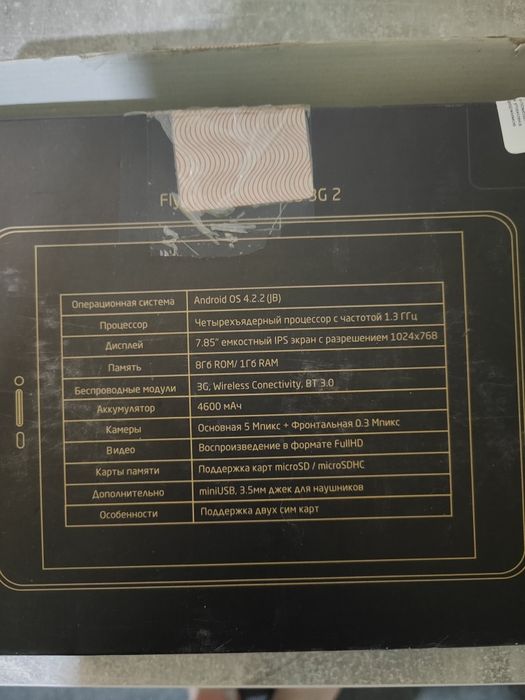 Fly 3G 2
Операционная система Android OS 4.2.2 (JB)
Процессор Четырехъядерный процессор с частотой 1.3 ГГц
Дисплей 7.85" емкостный IPS экран с разрешением 1024x768
Память 8Гб ROM/ 1Гб RAM
Беспроводные модули 3G, Wireless Conectivity, BT 3.0
Аккумулятор 4600 мАч
Камеры Основная 5 Мпикс + Фронтальная 0.3 Мпикс
Видео Воспроизведение в формате FullHD
Карты памяти Поддержка карт microSD / microSDHC
Дополнительно miniUSB, 3.5мм джек для наушников
Особенности Поддержка двух сим карт